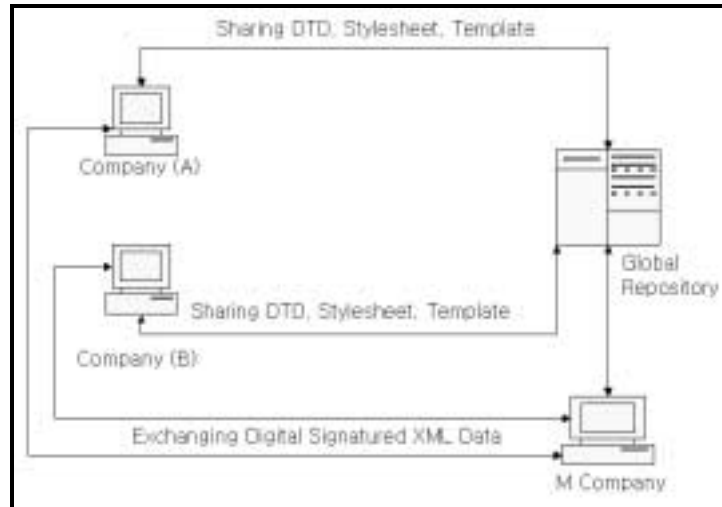 Sharing DTD, Stylesheet, Template
Company (A)
Global
Repository
Sharing DTD, Stylesheet, Template
Company (B)
Exchanging Digital Signatured XML Data
M Company